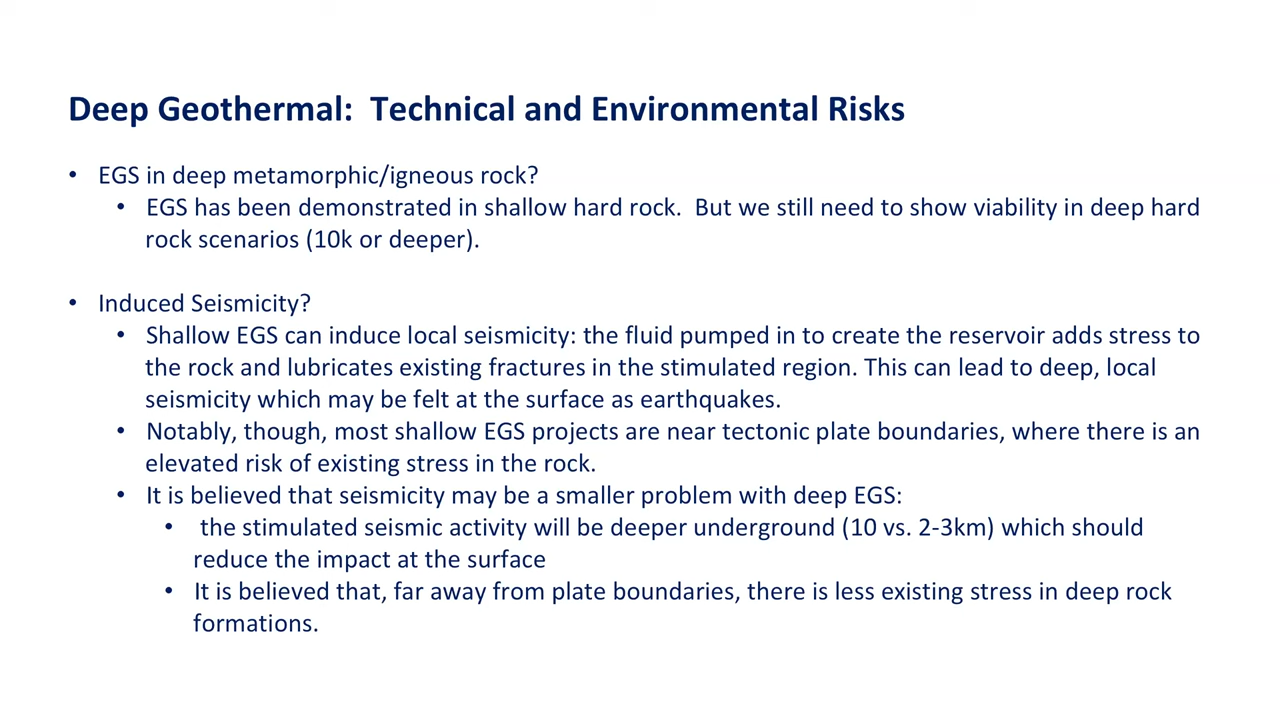 Deep Geothermal:  Technical and Environmental Risks
• EGS in deep metamorphic/igneous rock?
• EGS has been demonstrated in shallow hard rock.  But we still need to show viability in deep hard
rock scenarios (10k or deeper).
• Induced Seismicity?
• Shallow EGS can induce local seismicity: the fluid pumped in to create the reservoir adds stress to
the rock and lubricates existing fractures in the stimulated region. This can lead to deep, local
seismicity which may be felt at the surface as earthquakes.
• Notably, though, most shallow EGS projects are near tectonic plate boundaries, where there is an
elevated risk of existing stress in the rock.
• It is believed that seismicity may be a smaller problem with deep EGS:
• the stimulated seismic activity will be deeper underground (10 vs. 2-3km) which should
reduce the impact at the surface
• It is believed that, far away from plate boundaries, there is less existing stress in deep rock
formations.